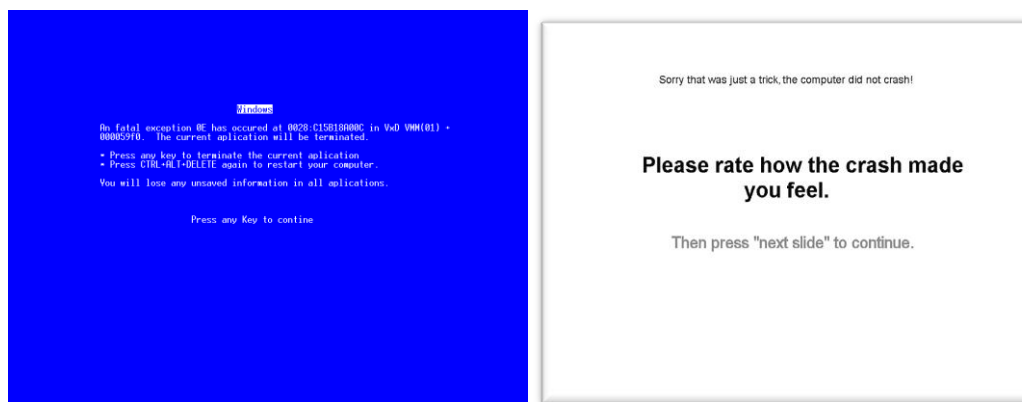 Windows
An fatal exception 0E has occured at 0028:C15B18A00C in VxD VMM(01) +
000059f0. The current aplication will be terminated.
* Press any key to terminate the current aplication
* Press CTRL+ALT+DELETE again to restart your computer.
You will lose any unsaved information in all aplications.
Press any Key to contine
Sorry that was just a trick, the computer did not crash!
Please rate how the crash made
you feel.
Then press "next slide" to continue.